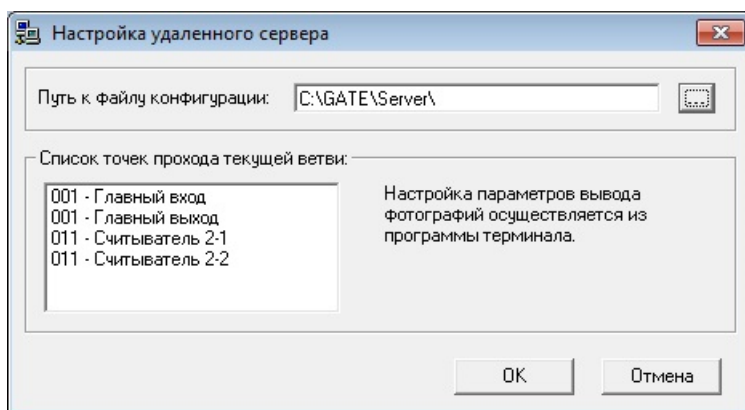 Настройка удаленного сервера
Путь к файлу конфигурации: C:\GATE\Server\ ...
Список точек прохода текущей ветви:
001 - Главный вход
001 - Главный выход
011 - Считыватель 2-1
011 - Считыватель 2-2
Настройка параметров вывода
фотографий осуществляется из
программы терминала.
OK Отмена